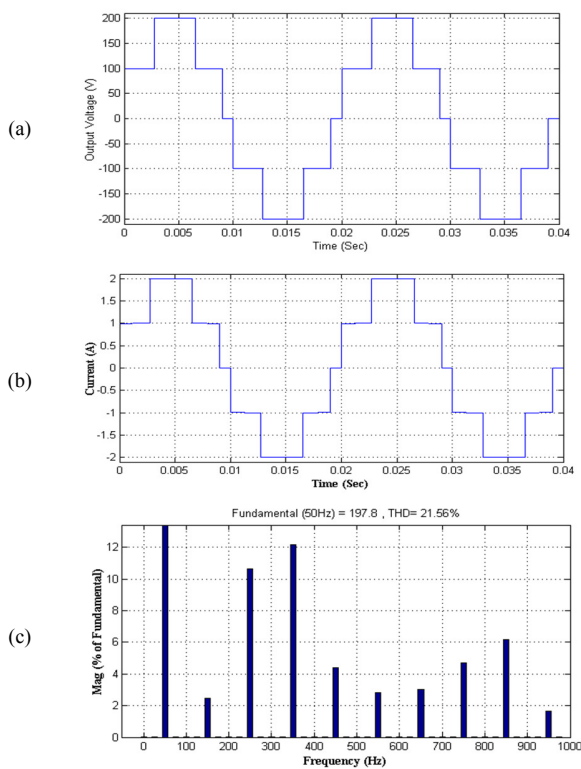 (a)
Output Voltage (V)
200
150
100
50
0
-50
-100
-150
-200
0 0.005 0.01 0.015 0.02 0.025 0.03 0.035 0.04
Time (Sec)
(b)
Current (A)
2
1.5
1
0.5
0
-0.5
-1
-1.5
-2
0 0.005 0.01 0.015 0.02 0.025 0.03 0.035 0.04
Time (Sec)
(c)
Fundamental (50Hz) = 197.8 , THD= 21.56%
Mag (% of Fundamental)
12
10
8
6
4
2
0
0 100 200 300 400 500 600 700 800 900 1000
Frequency (Hz)